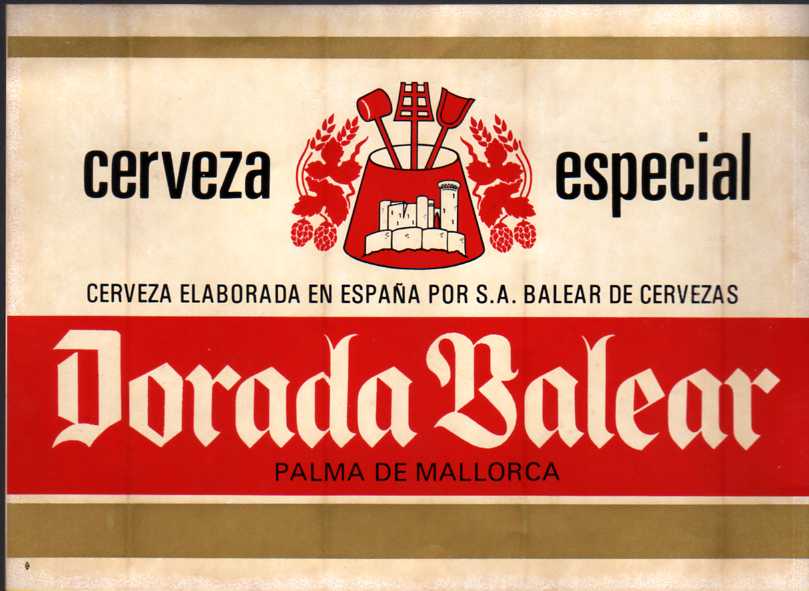 cerveza especial
CERVEZA ELABORADA EN ESPAÑA POR S.A. BALEAR DE CERVEZAS
Dorada Balear
PALMA DE MALLORCA